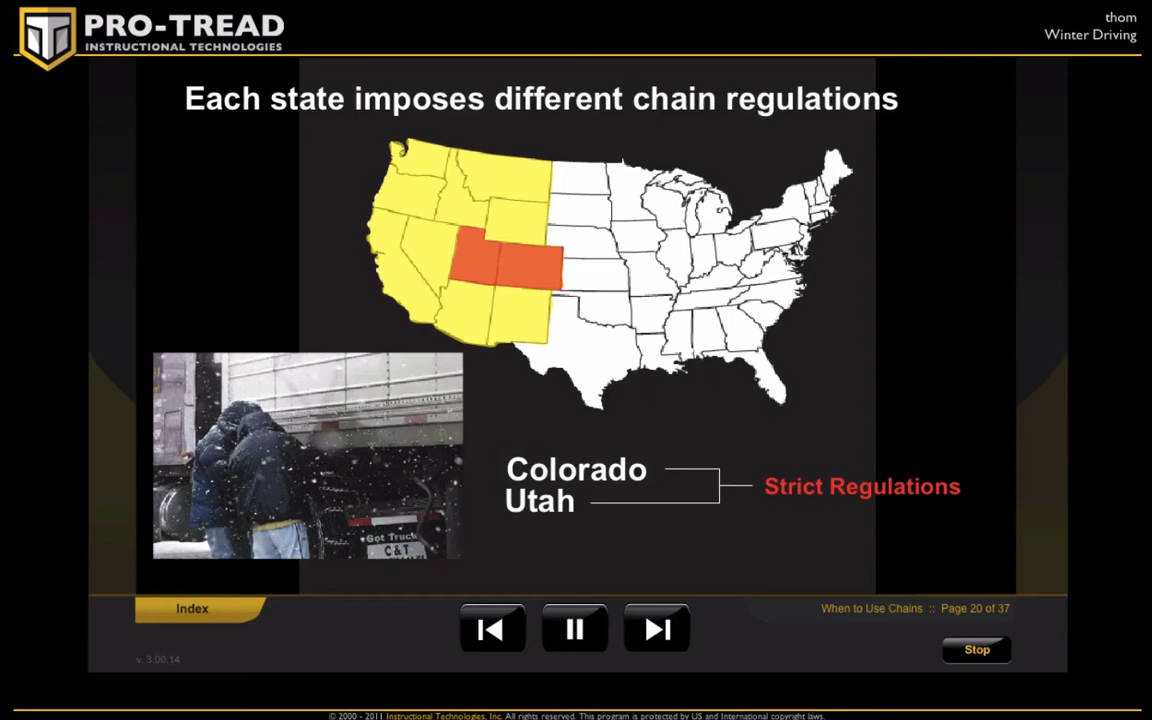 PRO-TREAD
INSTRUCTIONAL TECHNOLOGIES
thom
Winter Driving
Each state imposes different chain regulations
Colorado
Utah
Strict Regulations
Got Truck
C & T
Index
When to Use Chains :: Page 20 of 37
Stop
v. 3.00.14
© 2000 - 2011 Instructional Technologies, Inc. All rights reserved. This program is protected by US and International copyright laws.